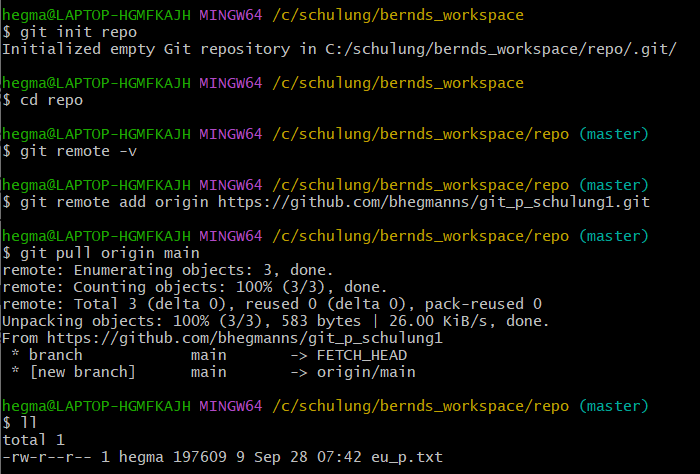 hegma@LAPTOP-HGMFKAJH MINGW64 /c/schulung/bernds_workspace
$ git init repo
Initialized empty Git repository in C:/schulung/bernds_workspace/repo/.git/
hegma@LAPTOP-HGMFKAJH MINGW64 /c/schulung/bernds_workspace
$ cd repo
hegma@LAPTOP-HGMFKAJH MINGW64 /c/schulung/bernds_workspace/repo (master)
$ git remote -v
hegma@LAPTOP-HGMFKAJH MINGW64 /c/schulung/bernds_workspace/repo (master)
$ git remote add origin https://github.com/bhegmanns/git_p_schulung1.git
hegma@LAPTOP-HGMFKAJH MINGW64 /c/schulung/bernds_workspace/repo (master)
$ git pull origin main
remote: Enumerating objects: 3, done.
remote: Counting objects: 100% (3/3), done.
remote: Total 3 (delta 0), reused 0 (delta 0), pack-reused 0
Unpacking objects: 100% (3/3), 583 bytes | 26.00 KiB/s, done.
From https://github.com/bhegmanns/git_p_schulung1
 * branch            main       -> FETCH_HEAD
 * [new branch]      main       -> origin/main
hegma@LAPTOP-HGMFKAJH MINGW64 /c/schulung/bernds_workspace/repo (master)
$ ll
total 1
-rw-r--r-- 1 hegma 197609 9 Sep 28 07:42 eu_p.txt